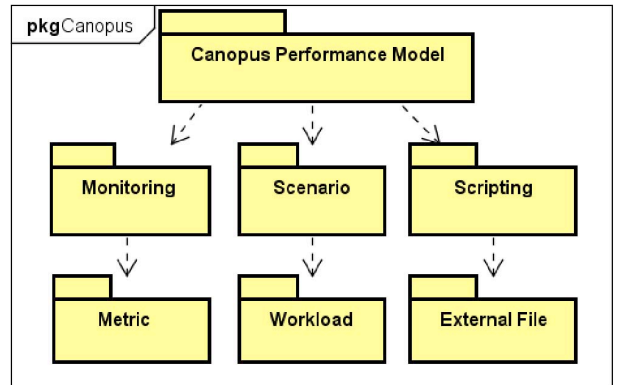 pkgCanopus
Canopus Performance Model
Monitoring
Scenario
Scripting
Metric
Workload
External File